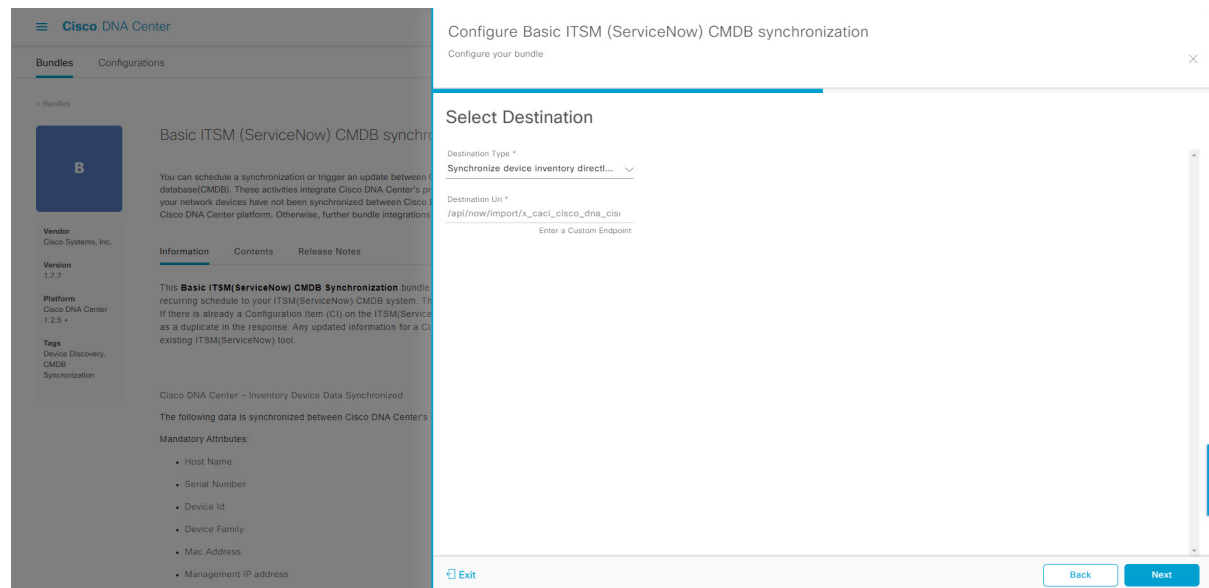 Cisco DNA Center
Bundles Configurations
< Bundles
B
Vendor
Cisco Systems, Inc.
Version
1.7.7
Platform
Cisco DNA Center
1.2.5 +
Tags
Device Discovery,
CMDB
Syncronization
Basic ITSM (ServiceNow) CMDB synchro
You can schedule a synchronization or trigger an update between
database(CMDB). These activities integrate Cisco DNA Center's pr
your network devices have not been synchronized between Cisco
Cisco DNA Center platform. Otherwise, further bundle integrations
Information Contents Release Notes
This Basic ITSM(ServiceNow) CMDB Synchronization bundle
recurring schedule to your ITSM(ServiceNow) CMDB system. Th
If there is already a Configuration Item (CI) on the ITSM(Service
as a duplicate in the response. Any updated information for a CI
existing ITSM(ServiceNow) tool.
Cisco DNA Center – Inventory Device Data Synchronized
The following data is synchronized between Cisco DNA Center's
Mandatory Attributes:
• Host Name
• Serial Number
• Device Id
• Device Family
• Mac Address
• Management IP address
Configure Basic ITSM (ServiceNow) CMDB synchronization
Configure your bundle
Select Destination
Destination Type *
Synchronize device inventory directl...
Destination Uri *
/api/now/import/x_caci_cisco_dna_cis
Enter a Custom Endpoint
Exit
Back
Next